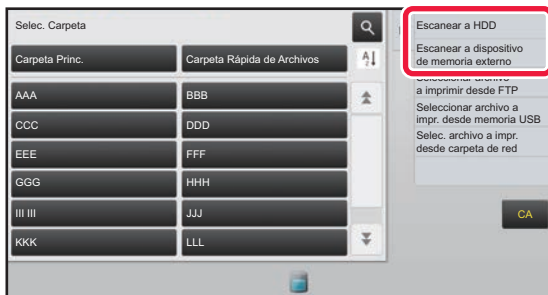 Selec. Carpeta
Carpeta Princ.
Carpeta Rápida de Archivos
AAA
BBB
CCC
DDD
EEE
FFF
GGG
HHH
III III
JJJ
KKK
LLL
Escanear a HDD
Escanear a dispositivo
de memoria externo
Seleccionar archivo
a imprimir desde FTP
Seleccionar archivo a
impr. desde memoria USB
Selec. archivo a impr.
desde carpeta de red
CA